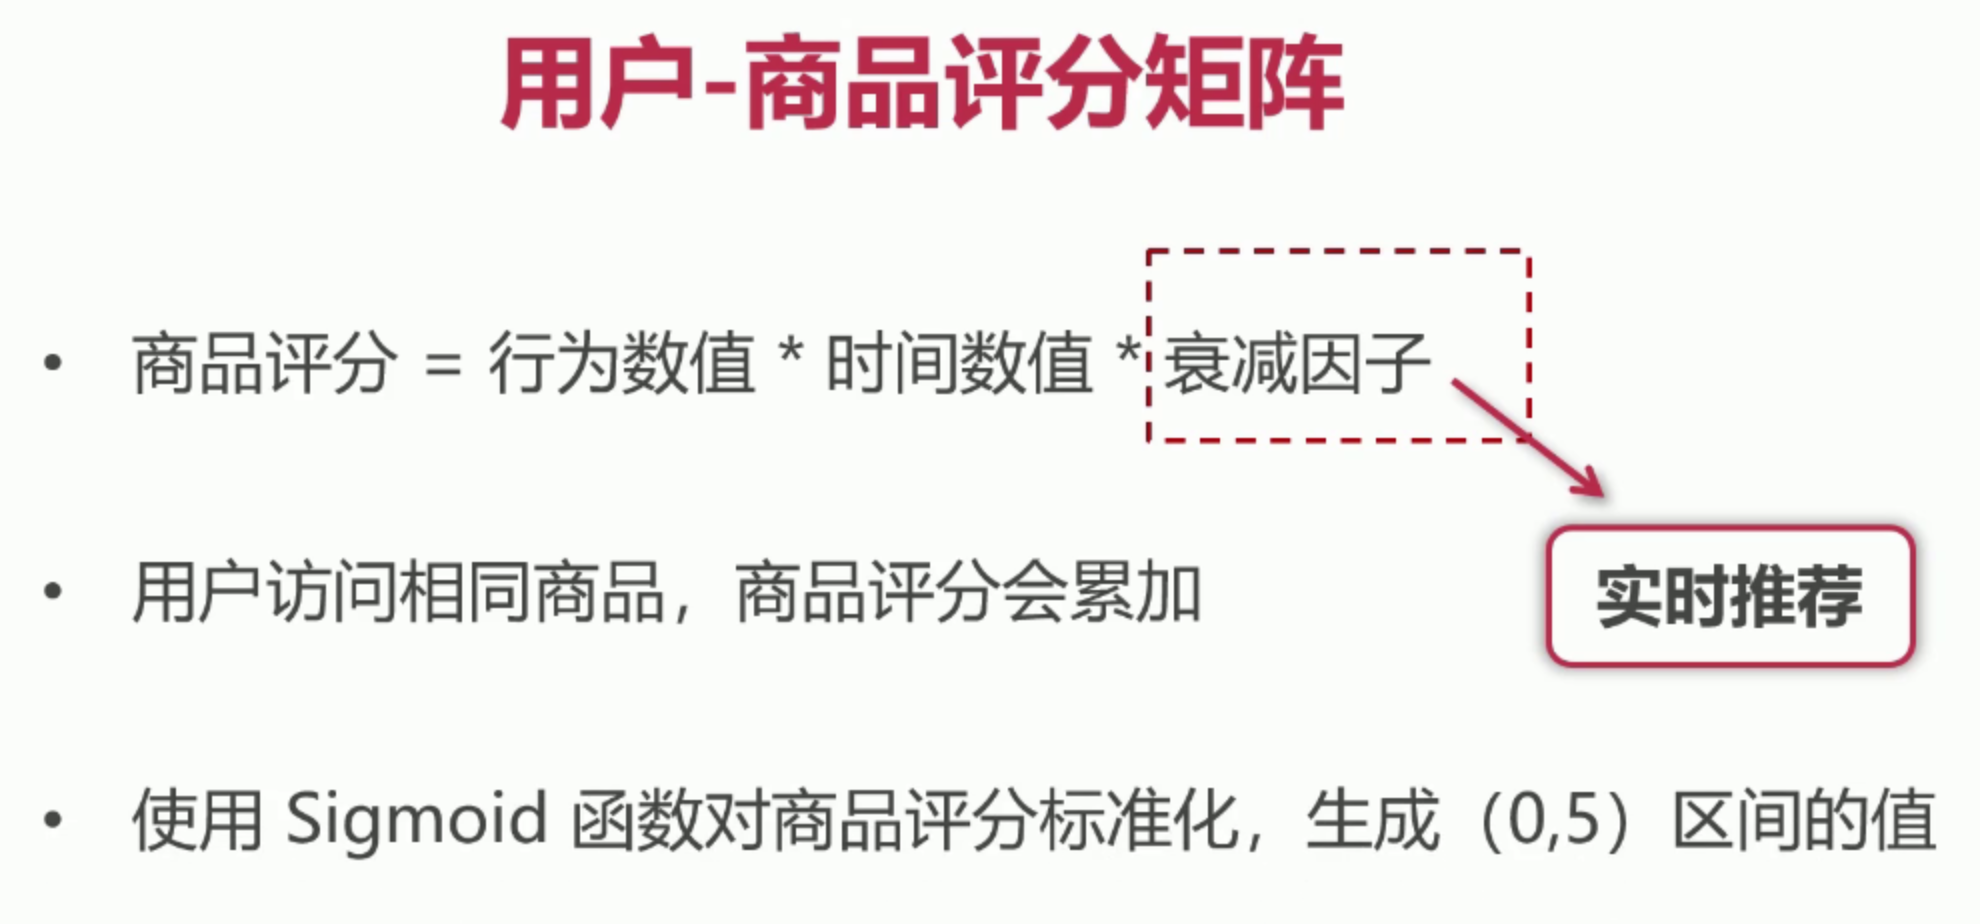 用户-商品评分矩阵
• 商品评分 = 行为数值 * 时间数值 * 衰减因子
• 用户访问相同商品，商品评分会累加
实时推荐
• 使用 Sigmoid 函数对商品评分标准化，生成（0,5）区间的值